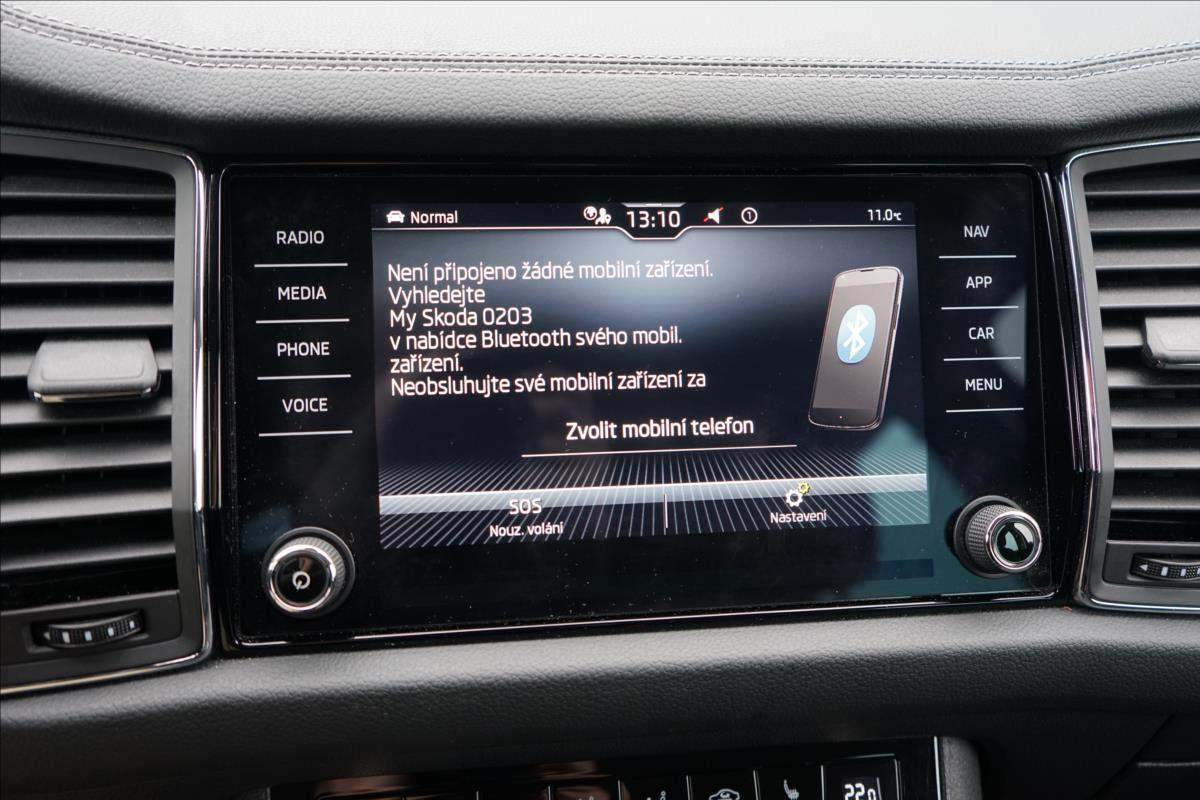 Normal 13:10 1 11.0°C
RADIO
MEDIA
PHONE
VOICE
Není připojeno žádné mobilní zařízení.
Vyhledejte
My Skoda 0203
v nabídce Bluetooth svého mobil.
zařízení.
Neobsluhujte své mobilní zařízení za
Zvolit mobilní telefon
SOS
Nouz. volání
Nastavení
NAV
APP
CAR
MENU